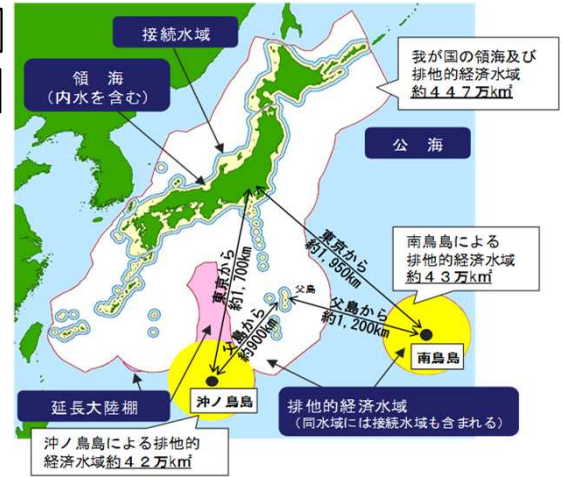 接続水域
領　海
（内水を含む）
我が国の領海及び
排他的経済水域
約４４７万k㎡
公　海
東京から
約1,700km
東京から
約1,950km
南鳥島による
排他的経済水域
約４３万k㎡
父島
父島から
約900km
父島から
約1,200km
南鳥島
延長大陸棚
沖ノ鳥島
排他的経済水域
（同水域には接続水域も含まれる）
沖ノ鳥島による排他的
経済水域約４２万k㎡